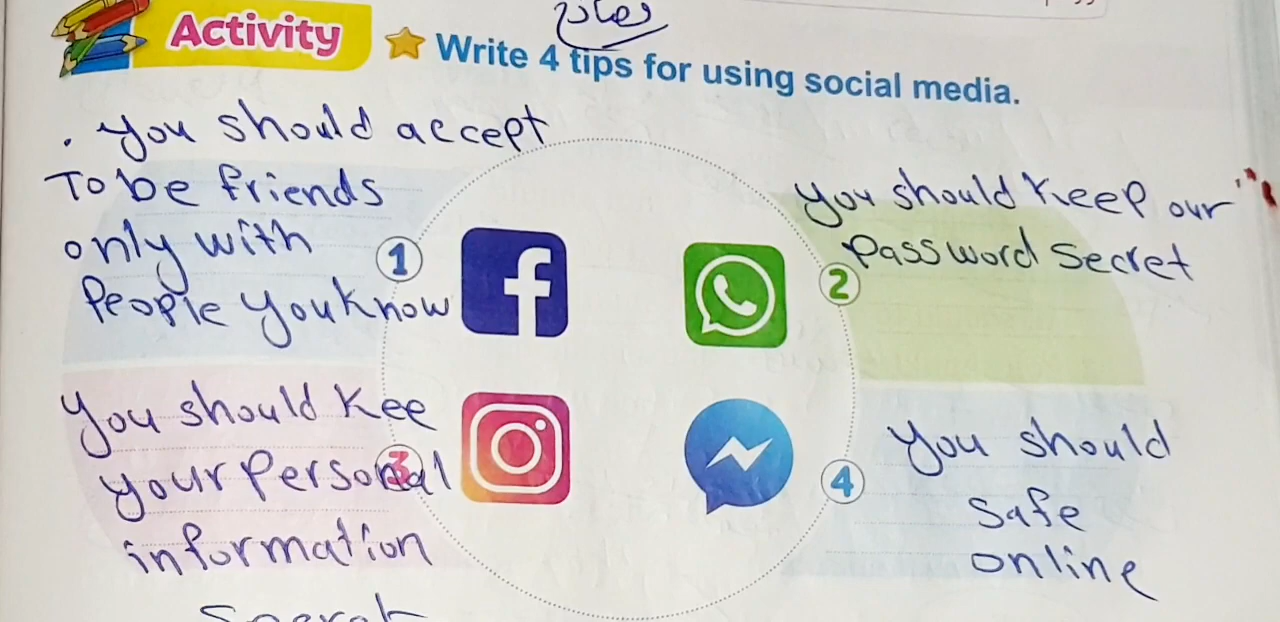 Activity
Write 4 tips for using social media.
. you should accept
To be friends
only with
People you know
1
you should Keep our
Password Secret
2
you should Kee
your Personal
information
3
you should
Safe
online
4